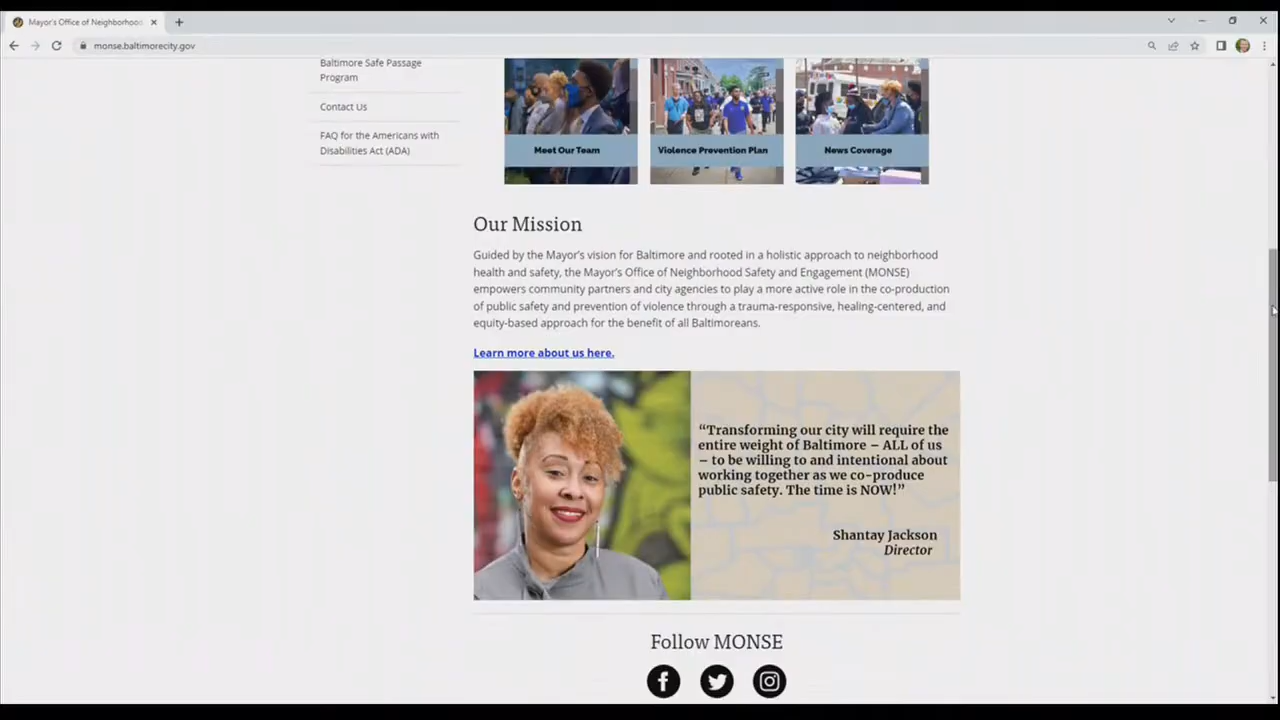 Mayor's Office of Neighborhood
monse.baltimorecity.gov
Baltimore Safe Passage
Program
Contact Us
FAQ for the Americans with
Disabilities Act (ADA)
Meet Our Team
Violence Prevention Plan
News Coverage
Our Mission
Guided by the Mayor's vision for Baltimore and rooted in a holistic approach to neighborhood
health and safety, the Mayor's Office of Neighborhood Safety and Engagement (MONSE)
empowers community partners and city agencies to play a more active role in the co-production
of public safety and prevention of violence through a trauma-responsive, healing-centered, and
equity-based approach for the benefit of all Baltimoreans.
Learn more about us here.
“Transforming our city will require the
entire weight of Baltimore – ALL of us
– to be willing to and intentional about
working together as we co-produce
public safety. The time is NOW!”
Shantay Jackson
Director
Follow MONSE